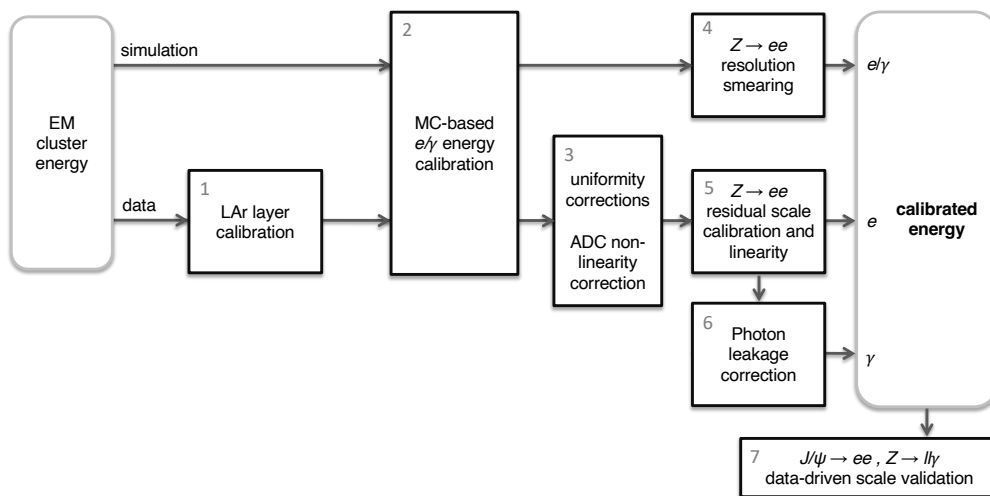 EM
cluster
energy
simulation
data
1
LAr layer
calibration
2
MC-based
e/γ energy
calibration
3
uniformity
corrections
ADC non-
linearity
correction
4
Z → ee
resolution
smearing
5
Z → ee
residual scale
calibration and
linearity
6
Photon
leakage
correction
e/γ
e
γ
calibrated
energy
7
J/ψ → ee , Z → llγ
data-driven scale validation